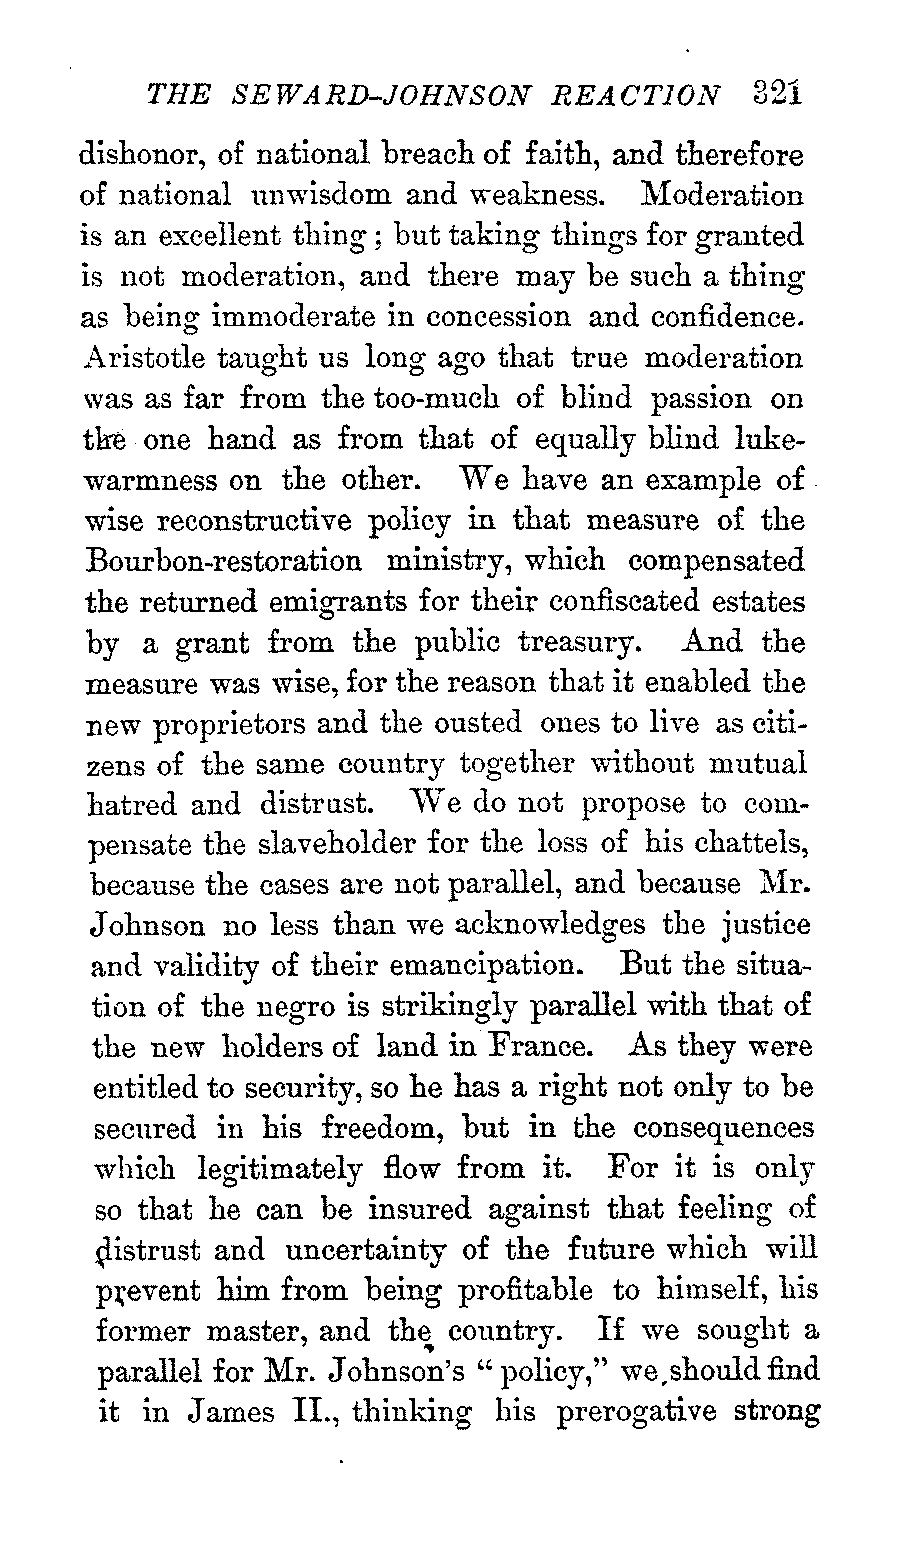 THE SEWARD-JOHNSON REACTION 321
dishonor, of national breach of faith, and therefore
of national unwisdom and weakness. Moderation
is an excellent thing; but taking things for granted
is not moderation, and there may be such a thing
as being immoderate in concession and confidence.
Aristotle taught us long ago that true moderation
was as far from the too-much of blind passion on
the one hand as from that of equally blind luke-
warmness on the other. We have an example of
wise reconstructive policy in that measure of the
Bourbon-restoration ministry, which compensated
the returned emigrants for their confiscated estates
by a grant from the public treasury. And the
measure was wise, for the reason that it enabled the
new proprietors and the ousted ones to live as citi-
zens of the same country together without mutual
hatred and distrust. We do not propose to com-
pensate the slaveholder for the loss of his chattels,
because the cases are not parallel, and because Mr.
Johnson no less than we acknowledges the justice
and validity of their emancipation. But the situa-
tion of the negro is strikingly parallel with that of
the new holders of land in France. As they were
entitled to security, so he has a right not only to be
secured in his freedom, but in the consequences
which legitimately flow from it. For it is only
so that he can be insured against that feeling of
distrust and uncertainty of the future which will
prevent him from being profitable to himself, his
former master, and the country. If we sought a
parallel for Mr. Johnson's "policy," we should find
it in James II., thinking his prerogative strong